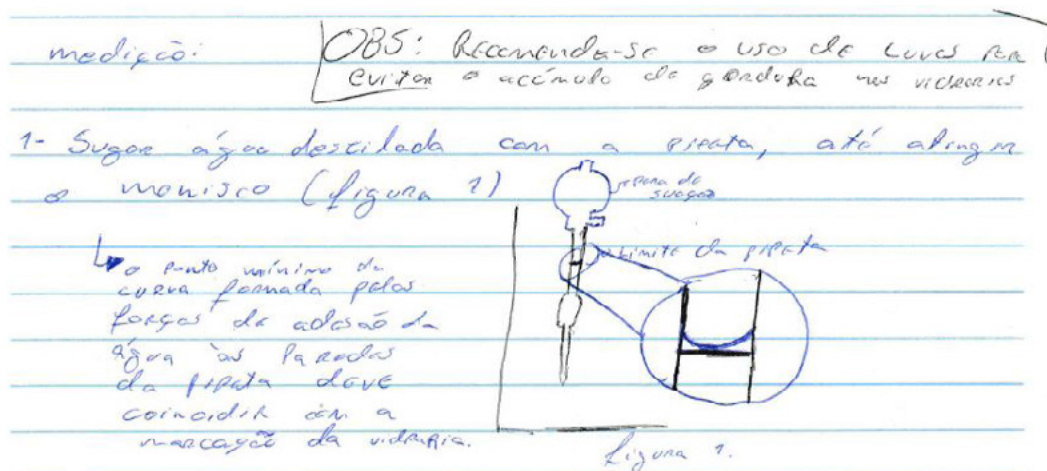 medição:
OBS: Recomenda-se o uso de Luvas para
evitar o acúmulo de gordura nas vidrarias
1- Sugar água destilada com a pipeta, até atingir
o menisco (figura 1)
pera de
sucção
Limite da pipeta
o ponto mínimo da
curva formada pelas
forças de adesão da
água às paredes
da pipeta deve
coincidir com a
marcação da vidraria.
figura 1.